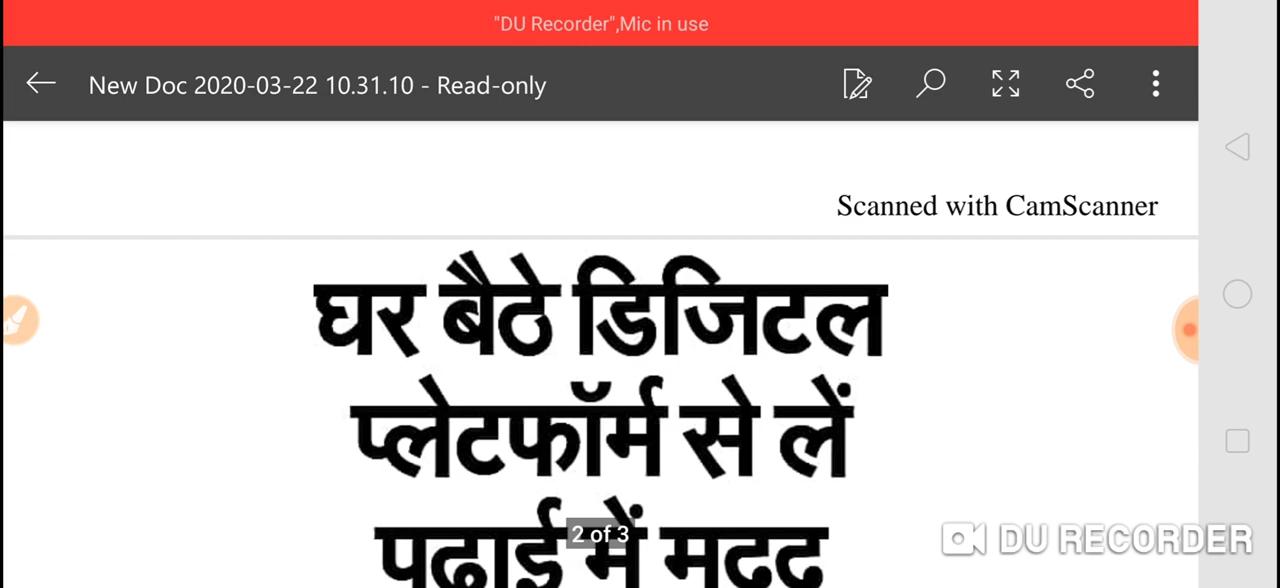 "DU Recorder",Mic in use
New Doc 2020-03-22 10.31.10 - Read-only
Scanned with CamScanner
घर बैठे डिजिटल
प्लेटफॉर्म से लें
पढ़ाई में मदद
2 of 3
DU RECORDER